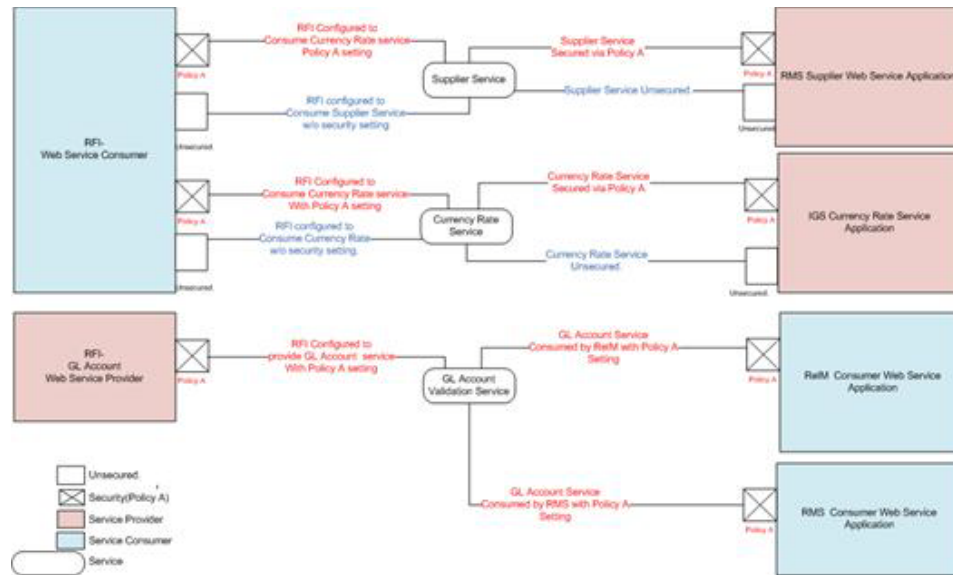 RFI Configured to
Consume Currency Rate service
Policy A setting
Policy A
Supplier Service
Supplier Service
Secured via Policy A
Policy A
RMS Supplier Web Service Application
RFI configured to
Consume Supplier Service
w/o security setting
Unsecured.
Supplier Service Unsecured.
Unsecured.
RFI-
Web Service Consumer
RFI Configured to
Consume Currency Rate service
With Policy A setting
Policy A
Currency Rate
Service
Currency Rate Service
Secured via Policy A
Policy A
IGS Currency Rate Service
Application
RFI configured to
Consume Currency Rate
w/o security setting.
Unsecured.
Currency Rate Service
Unsecured.
Unsecured.
RFI-
GL Account
Web Service Provider
Policy A
RFI Configured to
provide GL Account service
With Policy A setting
GL Account
Validation Service
GL Account Service
Consumed by ReIM with Policy A
Setting
Policy A
ReIM Consumer Web Service
Application
GL Account Service
Consumed by RMS with Policy A
Setting
Policy A
RMS Consumer Web Service
Application
Unsecured.
Security(Policy A)
Service Provider
Service Consumer
Service